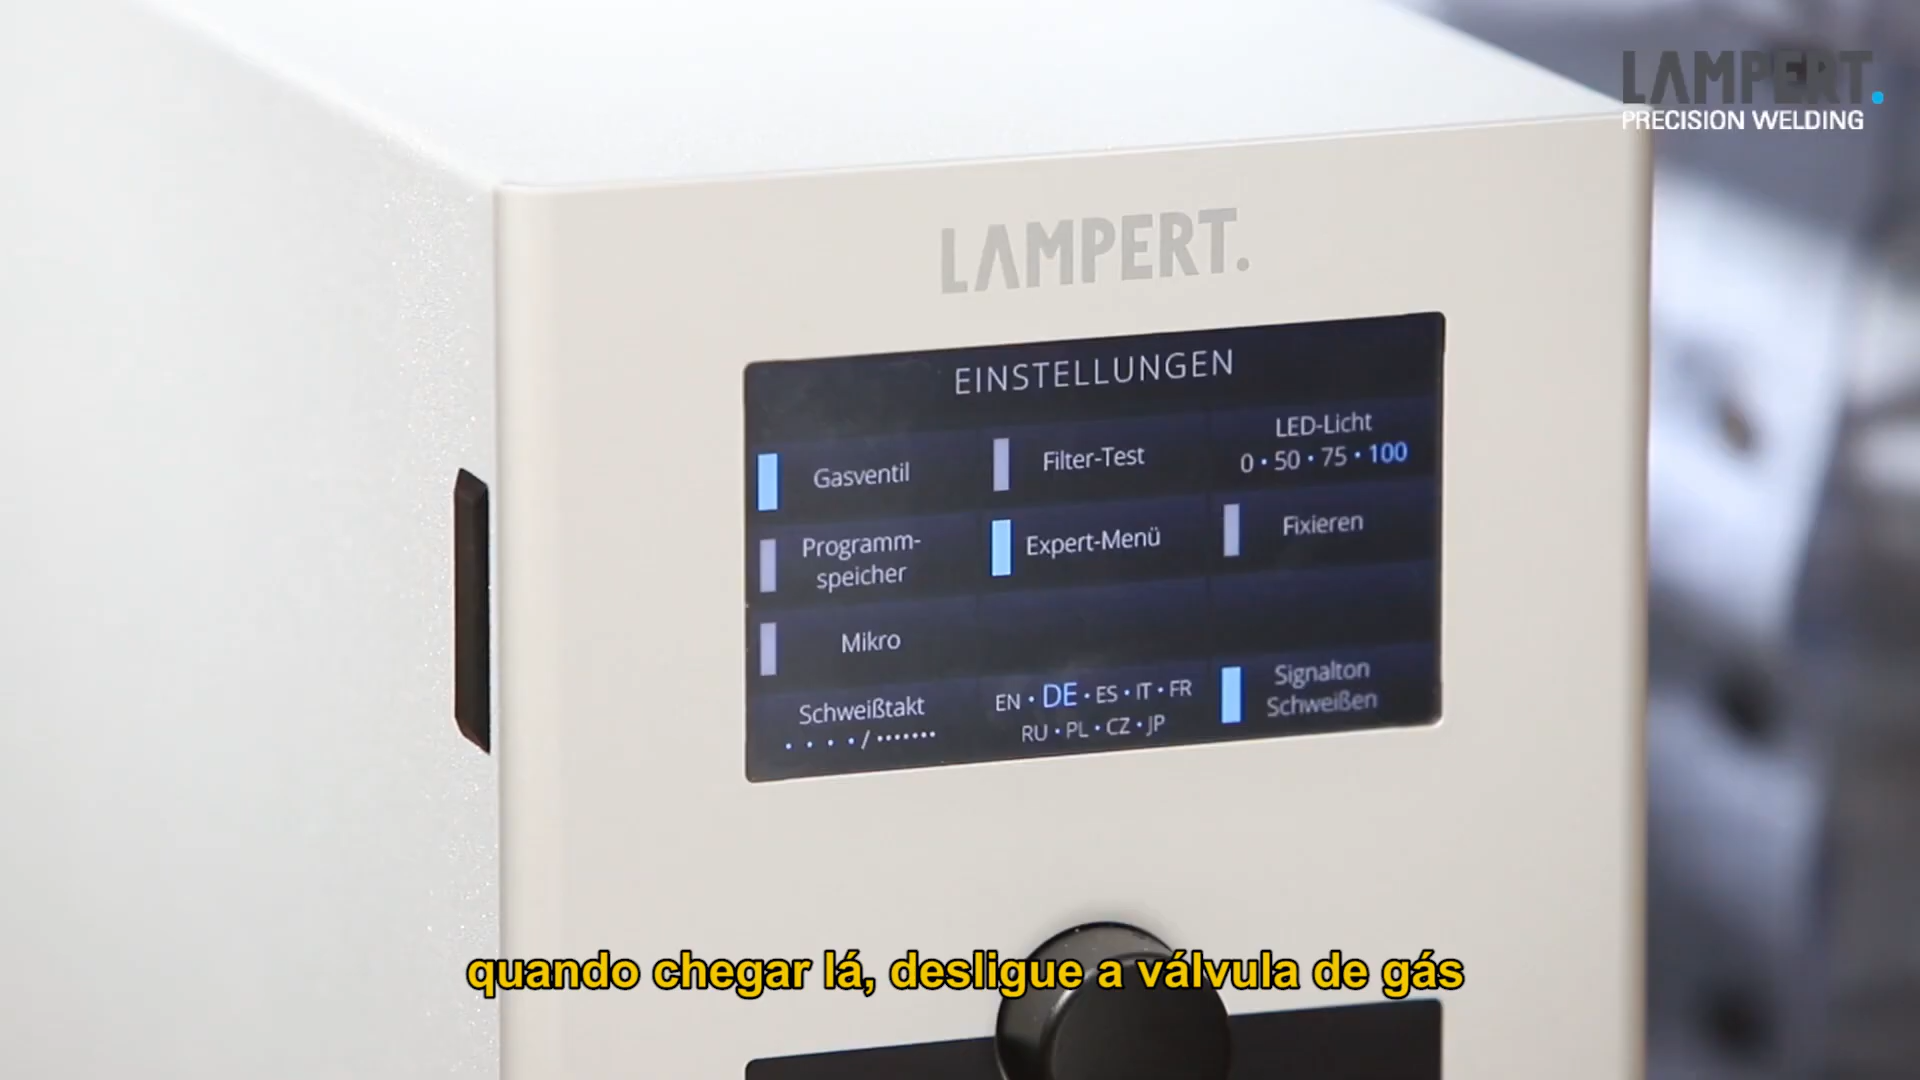 LAMPERT.
PRECISION WELDING
LAMPERT.
EINSTELLUNGEN
Gasventil
Filter-Test
LED-Licht
0 • 50 • 75 • 100
Programm-
speicher
Expert-Menü
Fixieren
Mikro
Schweißtakt
• • • • / •••••••
EN • DE • ES • IT • FR
RU • PL • CZ • JP
Signalton
Schweißen
quando chegar lá, desligue a válvula de gás